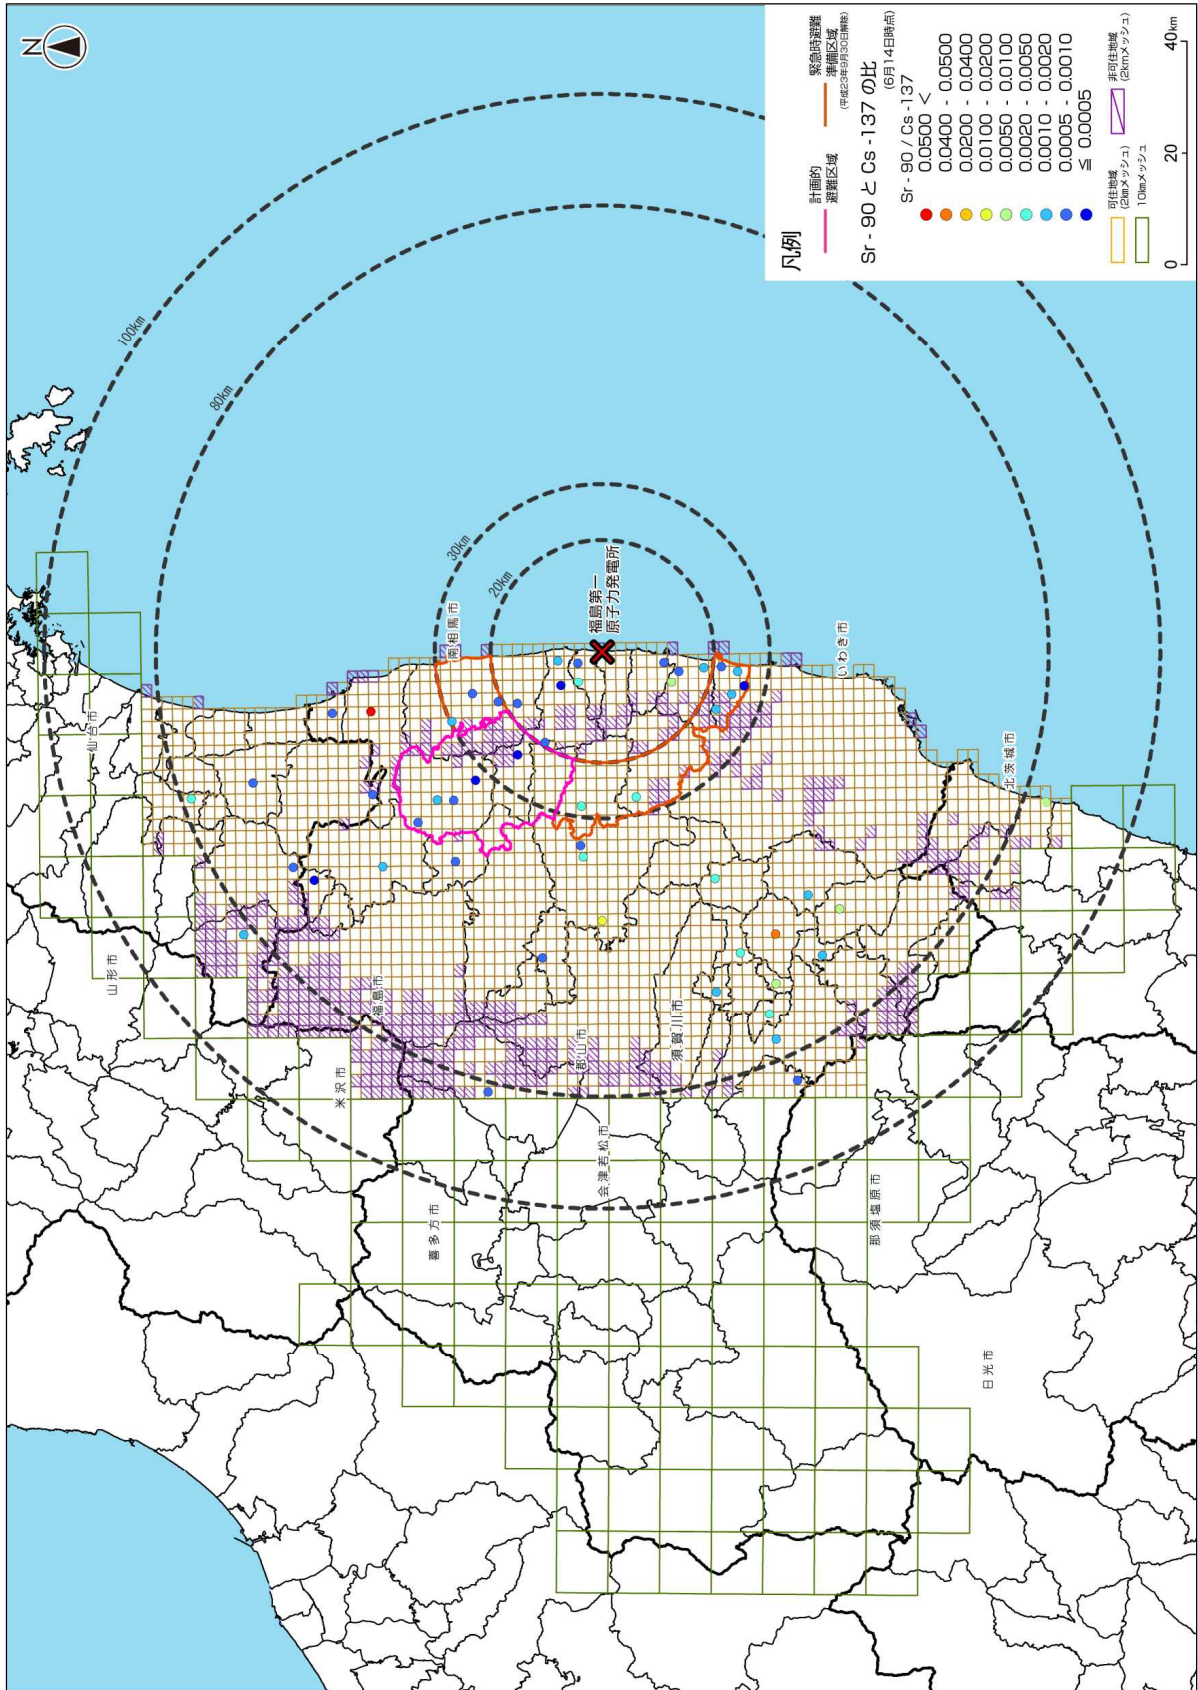 N
100km
80km
30km
20km
仙台市
山形市
南相馬市
福島市
米沢市
福島第一
原子力発電所
郡山市
須賀川市
会津若松市
喜多方市
いわき市
北茨城市
那須塩原市
日光市
凡例
計画的
避難区域
緊急時避難
準備区域
(平成23年9月30日解除)
Sr - 90 と Cs -137 の比
(6月14日時点)
Sr - 90 / Cs -137
0.0500 <
0.0400 - 0.0500
0.0200 - 0.0400
0.0100 - 0.0200
0.0050 - 0.0100
0.0020 - 0.0050
0.0010 - 0.0020
0.0005 - 0.0010
≦ 0.0005
可住地域
(2kmメッシュ)
非可住地域
(2kmメッシュ)
10kmメッシュ
0 20 40km